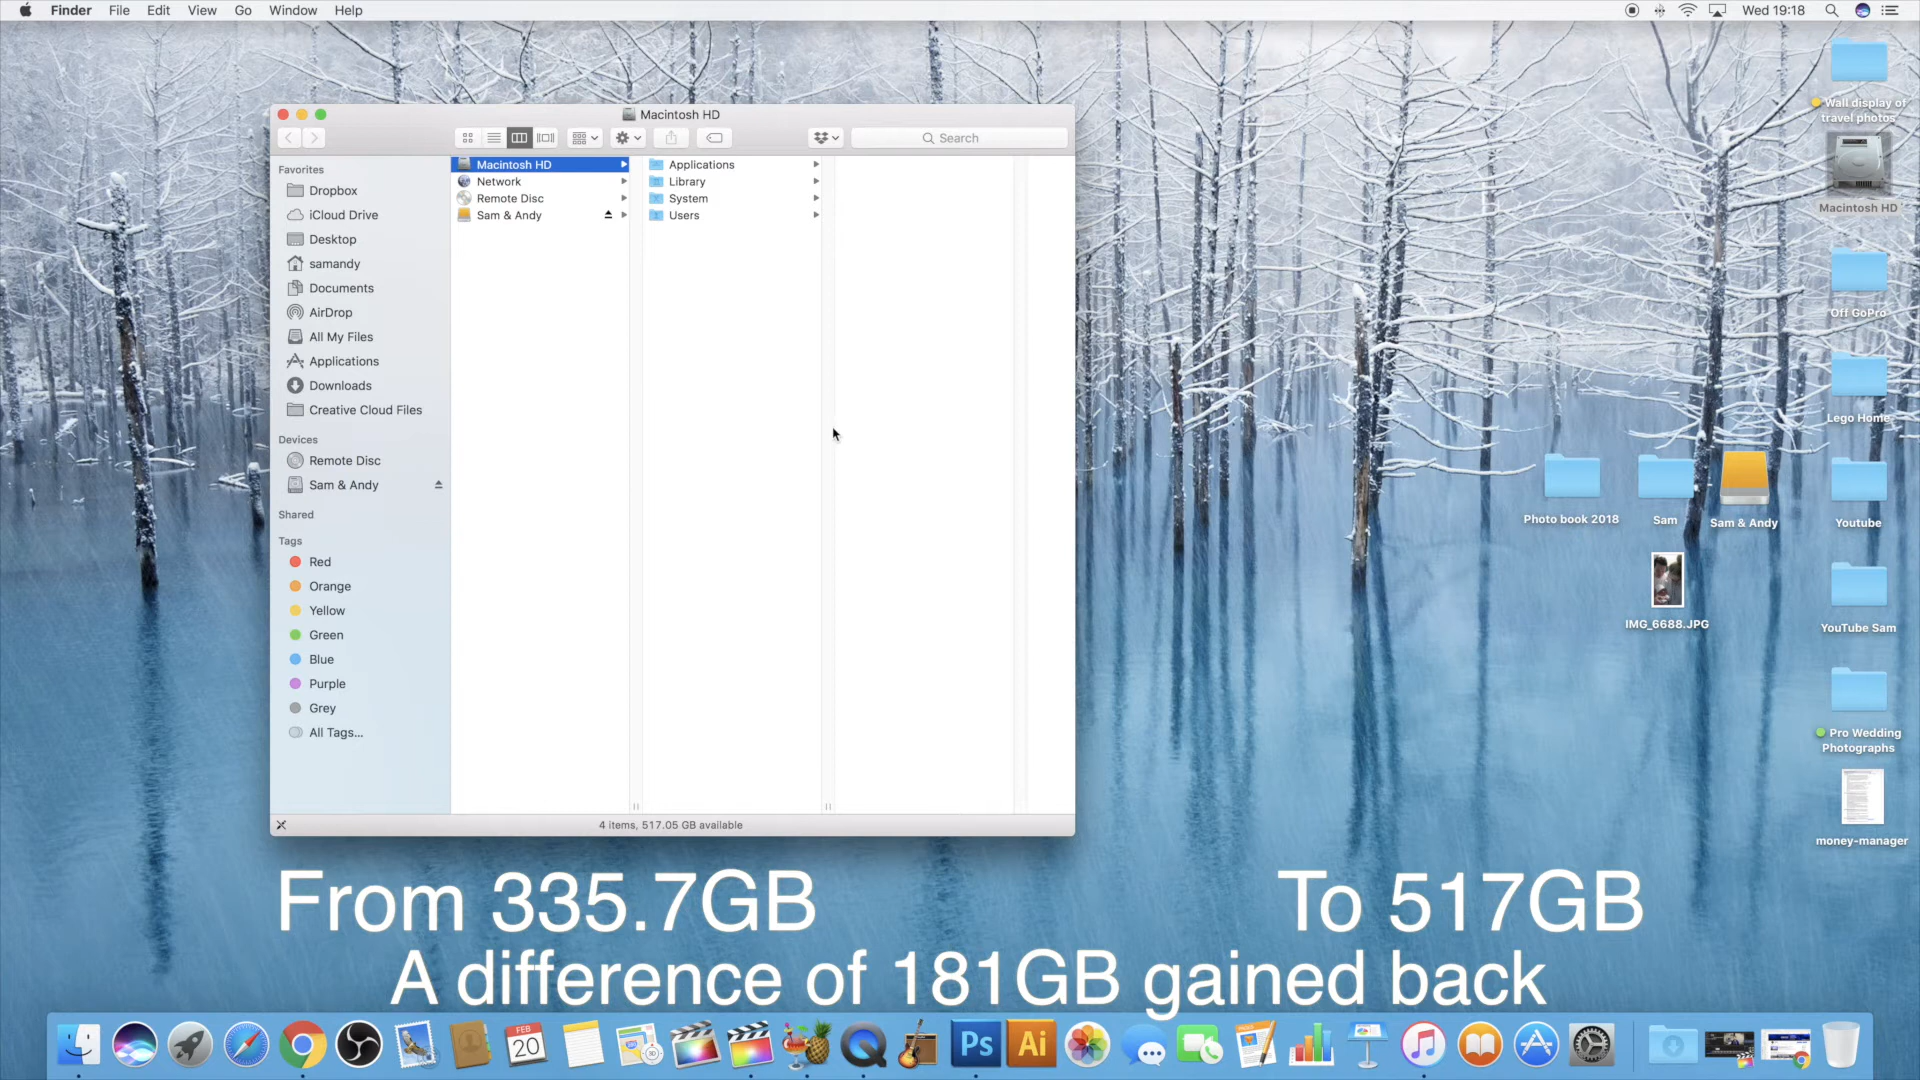 Finder File Edit View Go Window Help
Wed 19:18
Macintosh HD
Search
Favorites
Dropbox
iCloud Drive
Desktop
samandy
Documents
AirDrop
All My Files
Applications
Downloads
Creative Cloud Files
Devices
Remote Disc
Sam & Andy
Shared
Tags
Red
Orange
Yellow
Green
Blue
Purple
Grey
All Tags...
Macintosh HD
Network
Remote Disc
Sam & Andy
Applications
Library
System
Users
4 items, 517.05 GB available
Wall display of
travel photos
Macintosh HD
Off GoPro
Lego Home
Photo book 2018
Sam
Sam & Andy
Youtube
IMG_6688.JPG
YouTube Sam
Pro Wedding
Photographs
money-manager
From 335.7GB
To 517GB
A difference of 181GB gained back
FEB
20
Ps
Ai